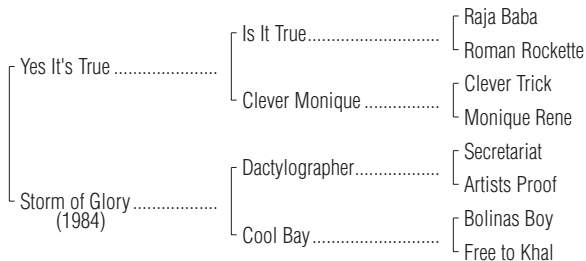 Raja Baba
Is It True
Roman Rockette
Yes It's True
Clever Trick
Clever Monique
Monique Rene
Secretariat
Dactylographer
Artists Proof
Storm of Glory
(1984)
Bolinas Boy
Cool Bay
Free to Khal